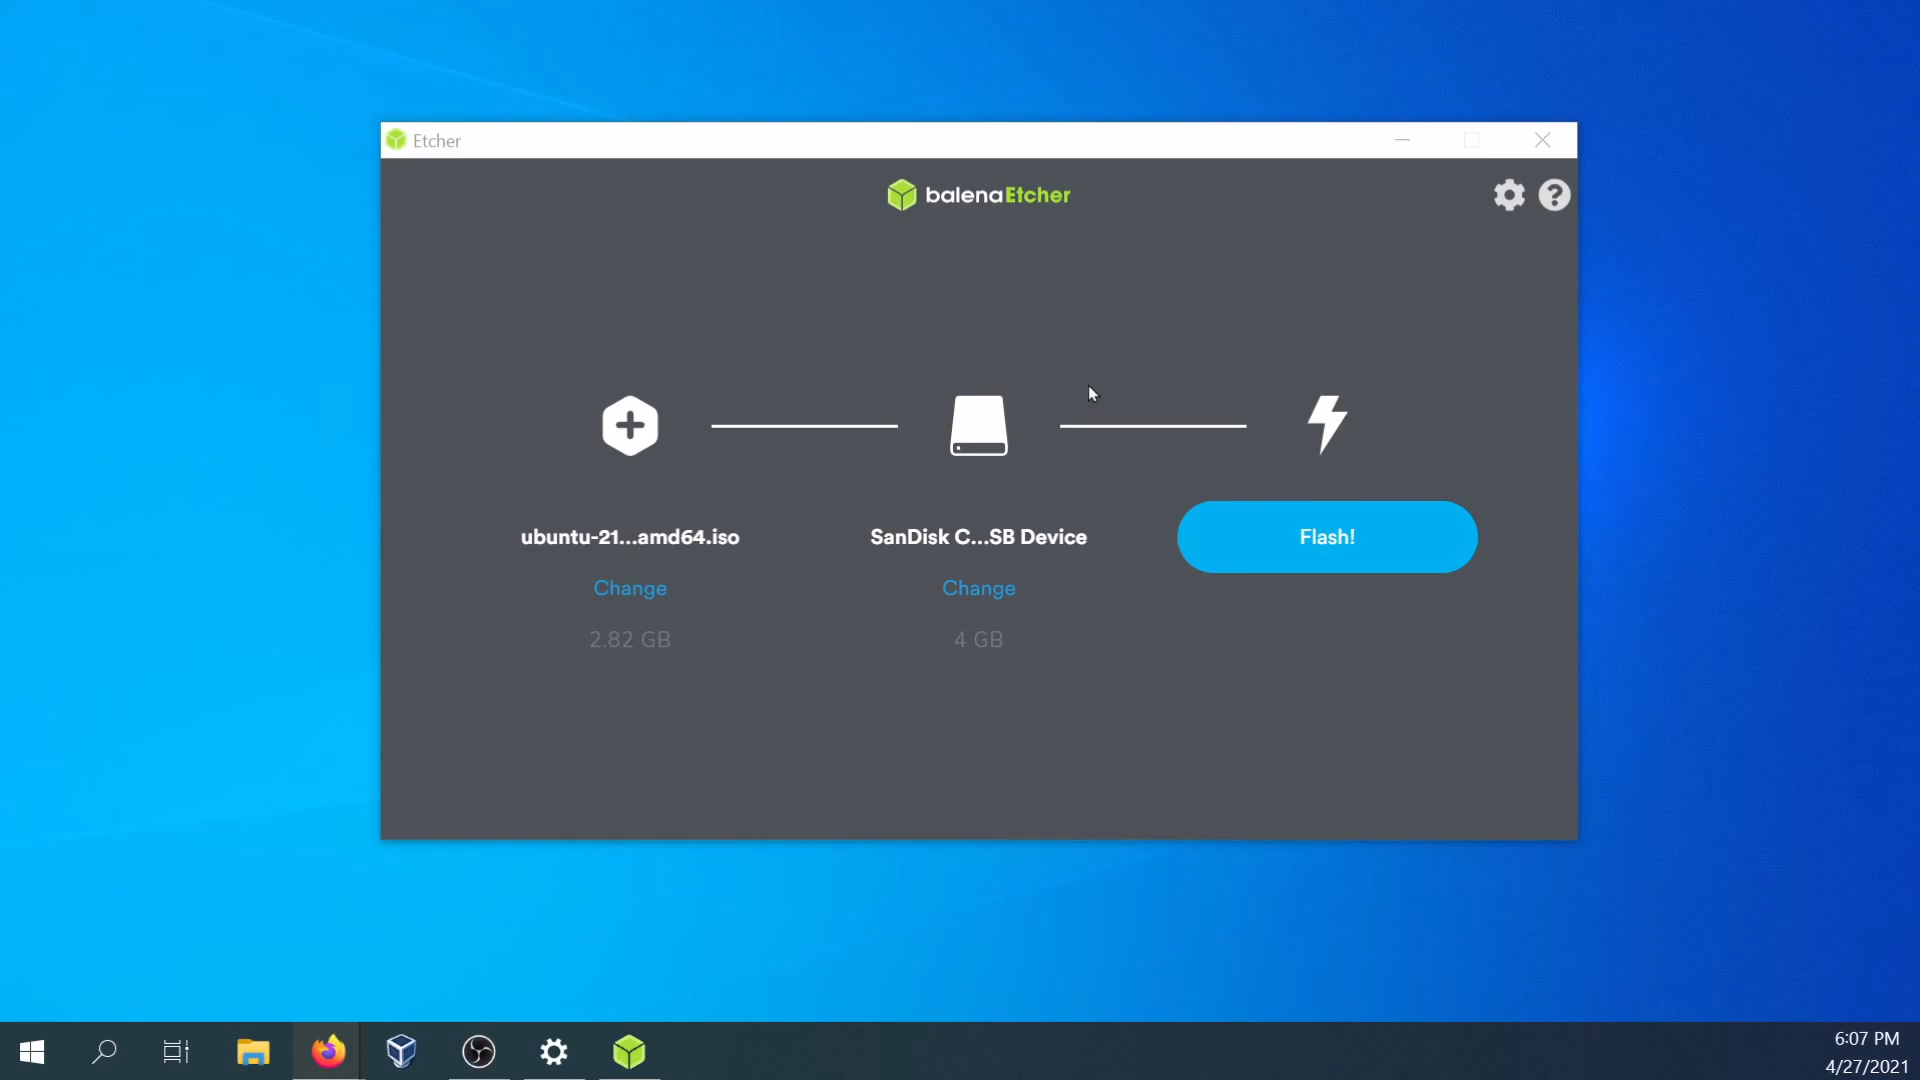 Etcher
balenaEtcher
ubuntu-21...amd64.iso
SanDisk C...SB Device
Flash!
Change
Change
2.82 GB
4 GB
6:07 PM
4/27/2021